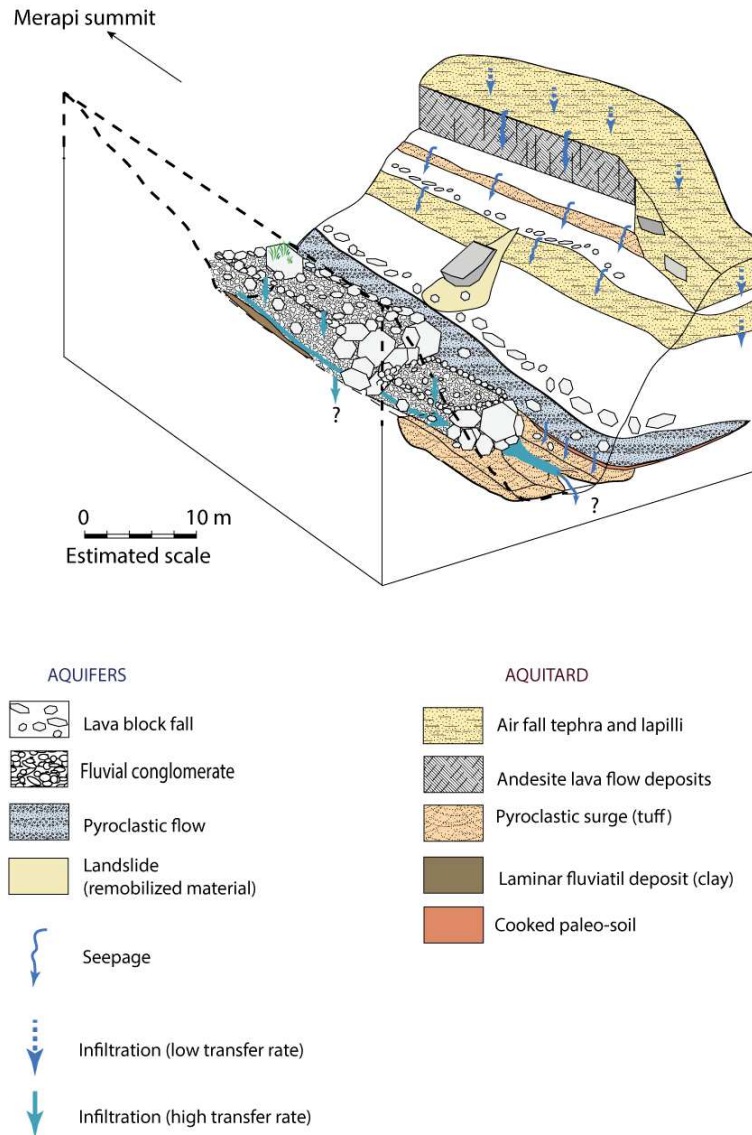 Merapi summit
?
?
0 10 m
Estimated scale
AQUIFERS
Lava block fall
Fluvial conglomerate
Pyroclastic flow
Landslide
(remobilized material)
Seepage
Infiltration (low transfer rate)
Infiltration (high transfer rate)
AQUITARD
Air fall tephra and lapilli
Andesite lava flow deposits
Pyroclastic surge (tuff)
Laminar fluviatil deposit (clay)
Cooked paleo-soil